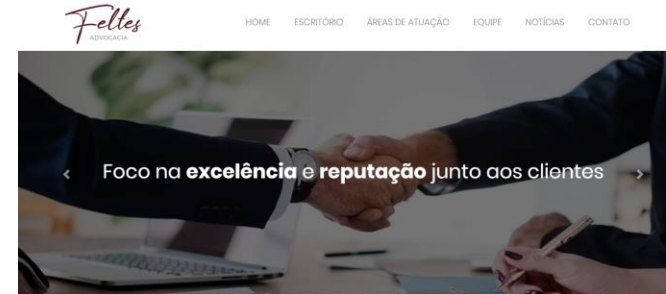 Feltes
ADVOCACIA
HOME ESCRITÓRIO ÁREAS DE ATUAÇÃO EQUIPE NOTÍCIAS CONTATO
Foco na excelência e reputação junto aos clientes